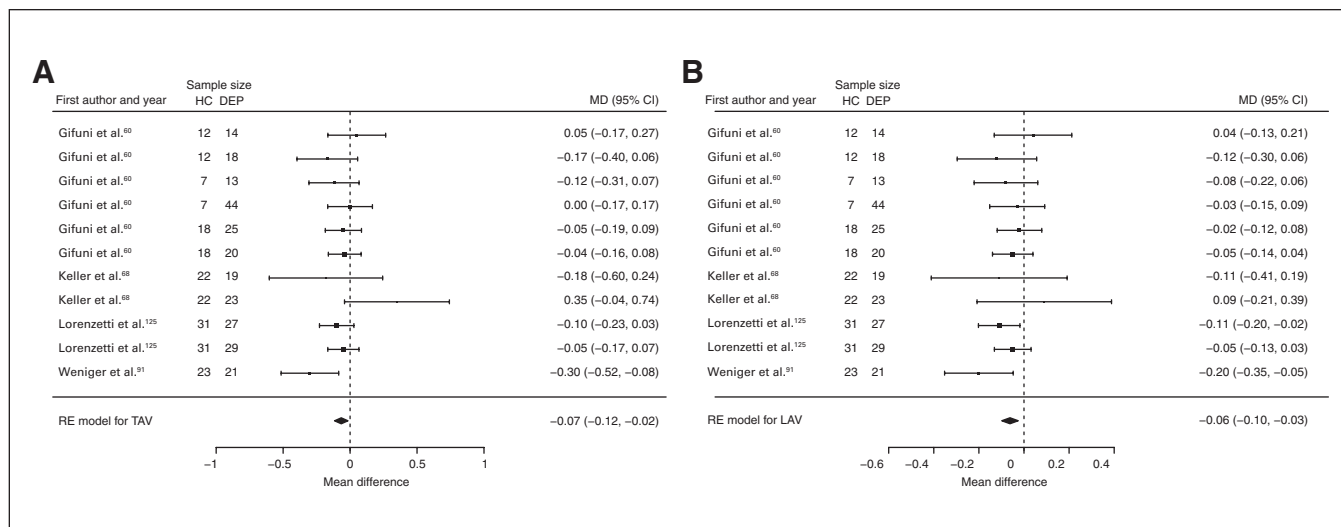 A
Sample size
First author and year HC DEP MD (95% CI)
Gifuni et al.⁶⁰ 12 14 0.05 (−0.17, 0.27)
Gifuni et al.⁶⁰ 12 18 −0.17 (−0.40, 0.06)
Gifuni et al.⁶⁰ 7 13 −0.12 (−0.31, 0.07)
Gifuni et al.⁶⁰ 7 44 0.00 (−0.17, 0.17)
Gifuni et al.⁶⁰ 18 25 −0.05 (−0.19, 0.09)
Gifuni et al.⁶⁰ 18 20 −0.04 (−0.16, 0.08)
Keller et al.⁶⁸ 22 19 −0.18 (−0.60, 0.24)
Keller et al.⁶⁸ 22 23 0.35 (−0.04, 0.74)
Lorenzetti et al.¹²⁵ 31 27 −0.10 (−0.23, 0.03)
Lorenzetti et al.¹²⁵ 31 29 −0.05 (−0.17, 0.07)
Weniger et al.⁹¹ 23 21 −0.30 (−0.52, −0.08)
RE model for TAV −0.07 (−0.12, −0.02)
−1 −0.5 0 0.5 1
Mean difference
B
Sample size
First author and year HC DEP MD (95% CI)
Gifuni et al.⁶⁰ 12 14 0.04 (−0.13, 0.21)
Gifuni et al.⁶⁰ 12 18 −0.12 (−0.30, 0.06)
Gifuni et al.⁶⁰ 7 13 −0.08 (−0.22, 0.06)
Gifuni et al.⁶⁰ 7 44 −0.03 (−0.15, 0.09)
Gifuni et al.⁶⁰ 18 25 −0.02 (−0.12, 0.08)
Gifuni et al.⁶⁰ 18 20 −0.05 (−0.14, 0.04)
Keller et al.⁶⁸ 22 19 −0.11 (−0.41, 0.19)
Keller et al.⁶⁸ 22 23 0.09 (−0.21, 0.39)
Lorenzetti et al.¹²⁵ 31 27 −0.11 (−0.20, −0.02)
Lorenzetti et al.¹²⁵ 31 29 −0.05 (−0.13, 0.03)
Weniger et al.⁹¹ 23 21 −0.20 (−0.35, −0.05)
RE model for LAV −0.06 (−0.10, −0.03)
−0.6 −0.4 −0.2 0 0.2 0.4
Mean difference